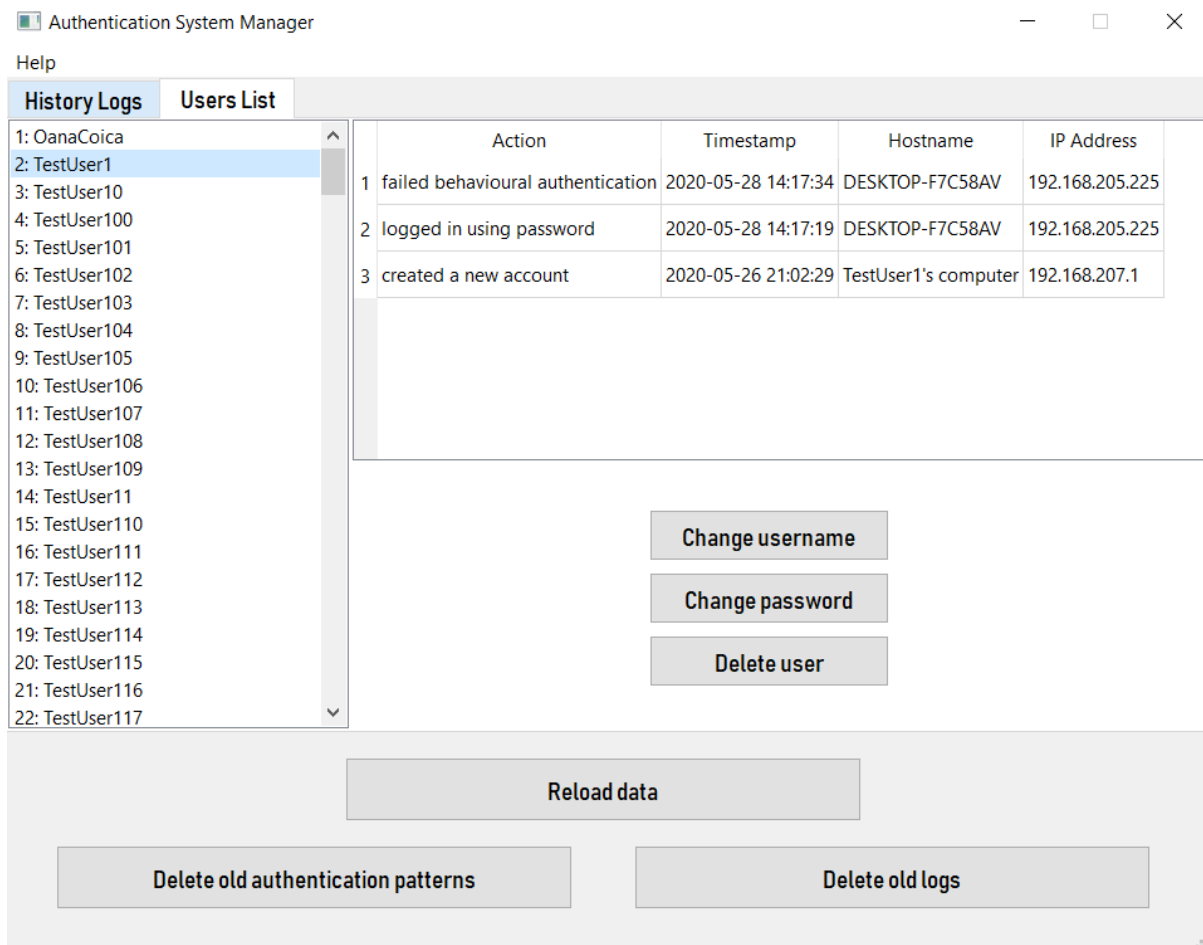 Authentication System Manager
Help
History Logs Users List
1: OanaCoica
2: TestUser1
3: TestUser10
4: TestUser100
5: TestUser101
6: TestUser102
7: TestUser103
8: TestUser104
9: TestUser105
10: TestUser106
11: TestUser107
12: TestUser108
13: TestUser109
14: TestUser11
15: TestUser110
16: TestUser111
17: TestUser112
18: TestUser113
19: TestUser114
20: TestUser115
21: TestUser116
22: TestUser117
Action Timestamp Hostname IP Address
1 failed behavioural authentication 2020-05-28 14:17:34 DESKTOP-F7C58AV 192.168.205.225
2 logged in using password 2020-05-28 14:17:19 DESKTOP-F7C58AV 192.168.205.225
3 created a new account 2020-05-26 21:02:29 TestUser1's computer 192.168.207.1
Change username
Change password
Delete user
Reload data
Delete old authentication patterns Delete old logs